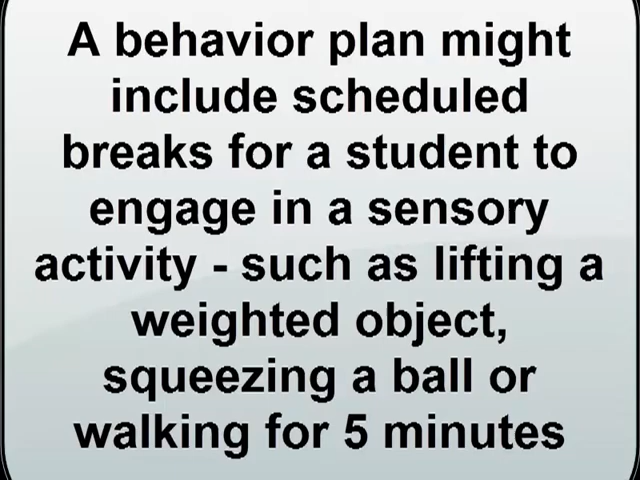 A behavior plan might
include scheduled
breaks for a student to
engage in a sensory
activity - such as lifting a
weighted object,
squeezing a ball or
walking for 5 minutes